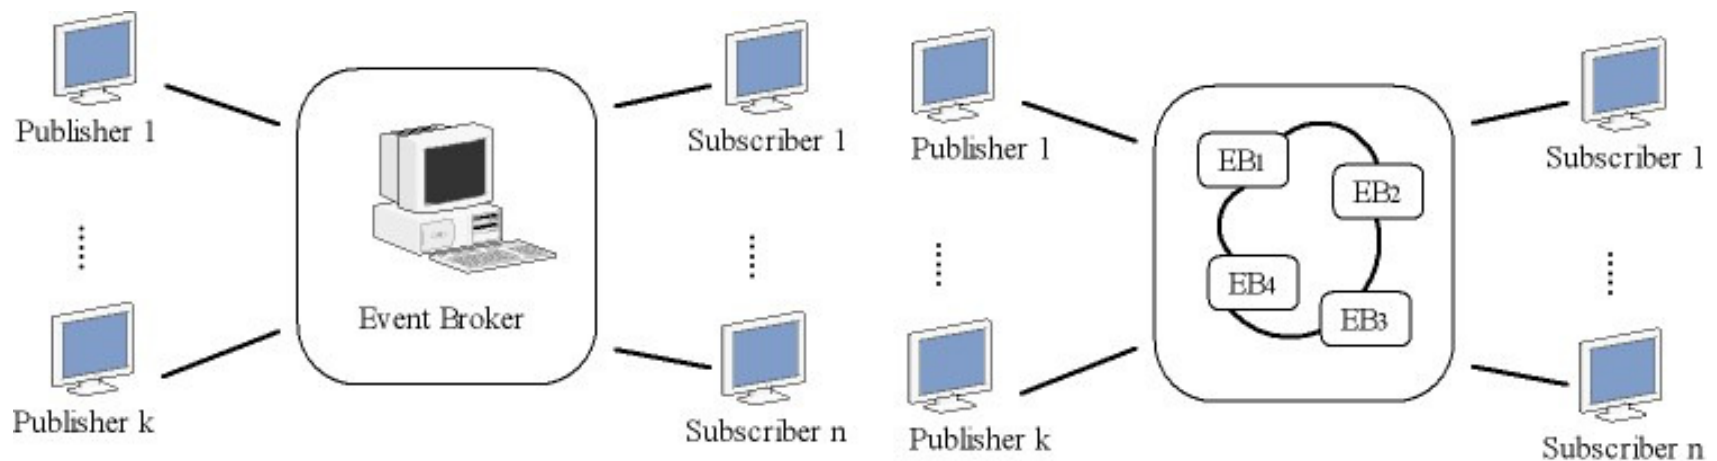 Publisher 1
Subscriber 1
Event Broker
Publisher k
Subscriber n
Publisher 1
Subscriber 1
EB1
EB2
EB4
EB3
Publisher k
Subscriber n